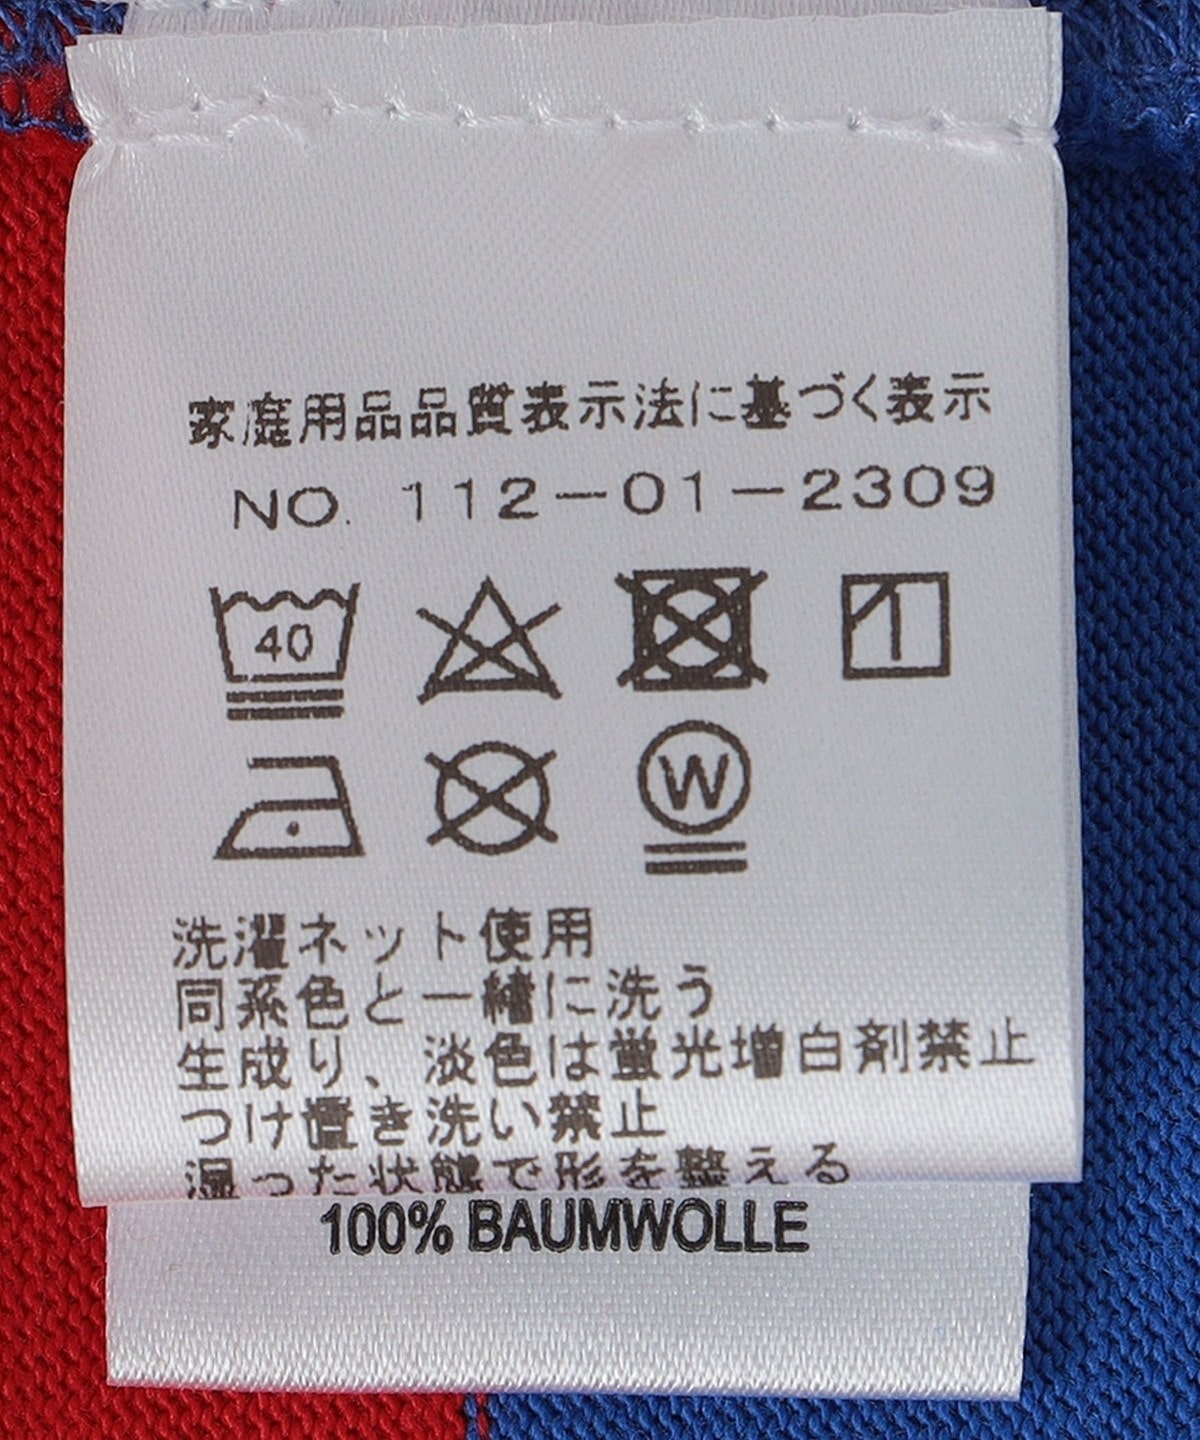 家庭用品品質表示法に基づく表示
NO. 112-01-2309
40
W
洗濯ネット使用
同系色と一緒に洗う
生成り、淡色は蛍光増白剤禁止
つけ置き洗い禁止
湿った状態で形を整える
100% BAUMWOLLE